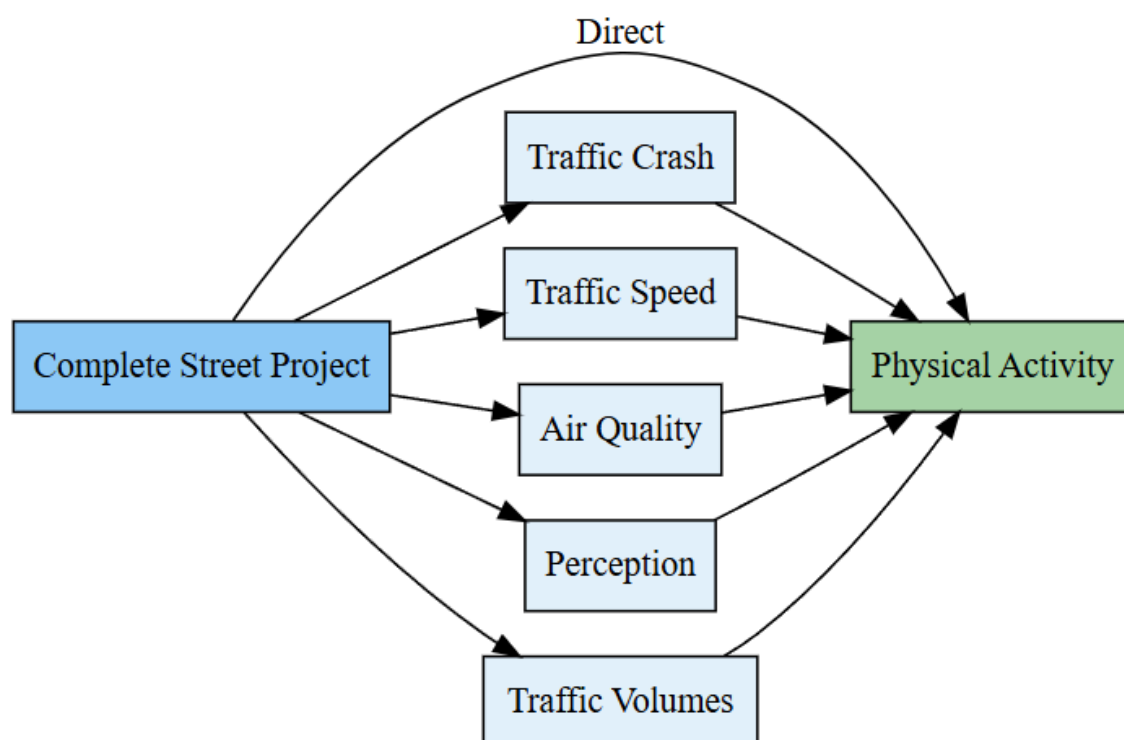 Direct
Traffic Crash
Traffic Speed
Complete Street Project
Physical Activity
Air Quality
Perception
Traffic Volumes